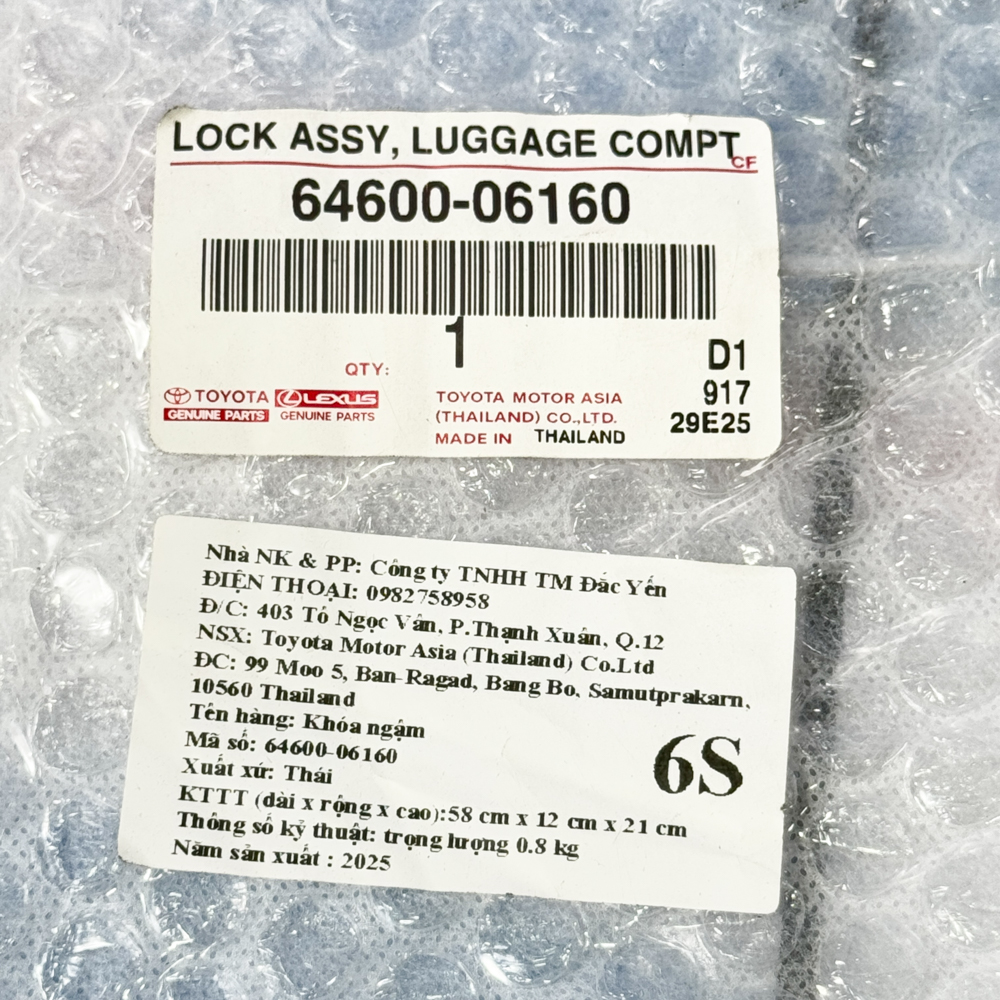 LOCK ASSY, LUGGAGE COMPT
CF
64600-06160
1
QTY:
D1
917
29E25
TOYOTA
GENUINE PARTS
LEXUS
GENUINE PARTS
TOYOTA MOTOR ASIA
(THAILAND) CO.,LTD.
MADE IN THAILAND
Nhà NK & PP: Công ty TNHH TM Đắc Yến
ĐIỆN THOẠI: 0982758958
Đ/C: 403 Tô Ngọc Vân, P.Thạnh Xuân, Q.12
NSX: Toyota Motor Asia (Thailand) Co.Ltd
ĐC: 99 Moo 5, Ban-Ragad, Bang Bo, Samutprakarn,
10560 Thailand
Tên hàng: Khóa ngậm
Mã số: 64600-06160
Xuất xứ: Thái
6S
KTTT (dài x rộng x cao):58 cm x 12 cm x 21 cm
Thông số kỷ thuật: trọng lượng 0.8 kg
Năm sản xuất : 2025